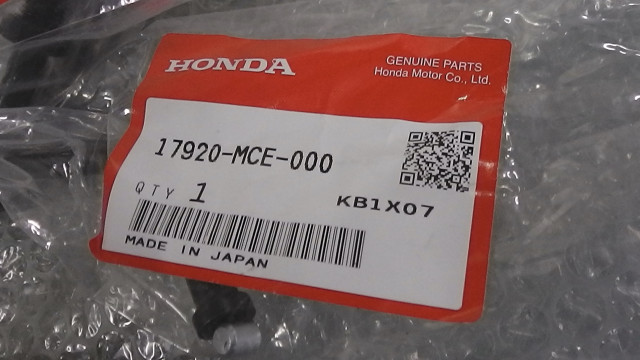 HONDA
GENUINE PARTS
Honda Motor Co., Ltd.
17920-MCE-000
QTY 1
KB1X07
MADE IN JAPAN